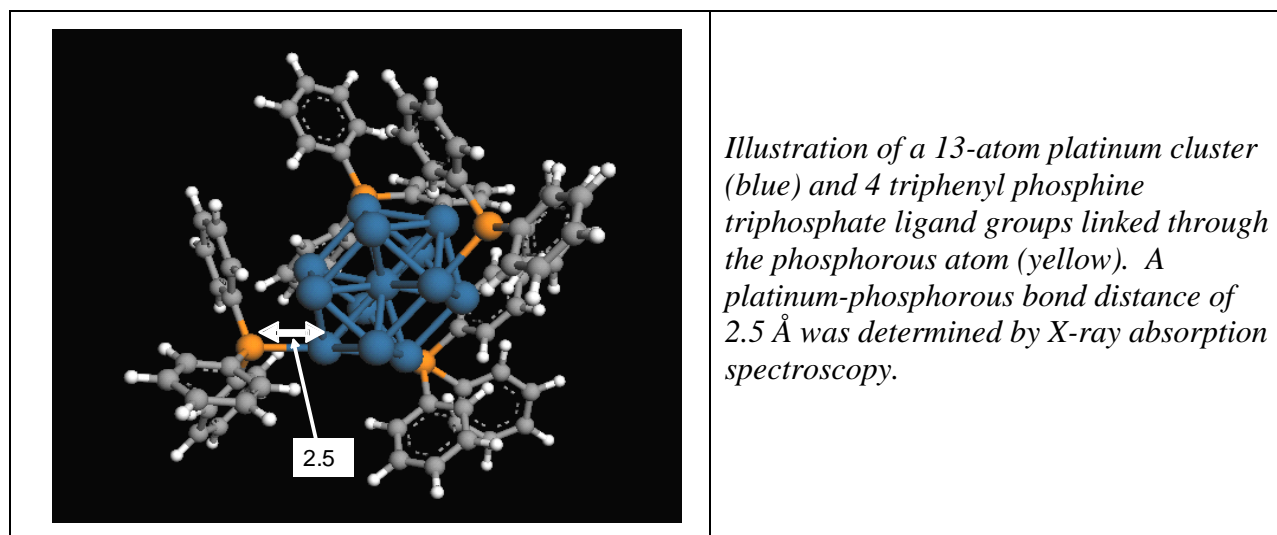 Illustration of a 13-atom platinum cluster
(blue) and 4 triphenyl phosphine
triphosphate ligand groups linked through
the phosphorous atom (yellow).  A
platinum-phosphorous bond distance of
2.5 Å was determined by X-ray absorption
spectroscopy.
2.5